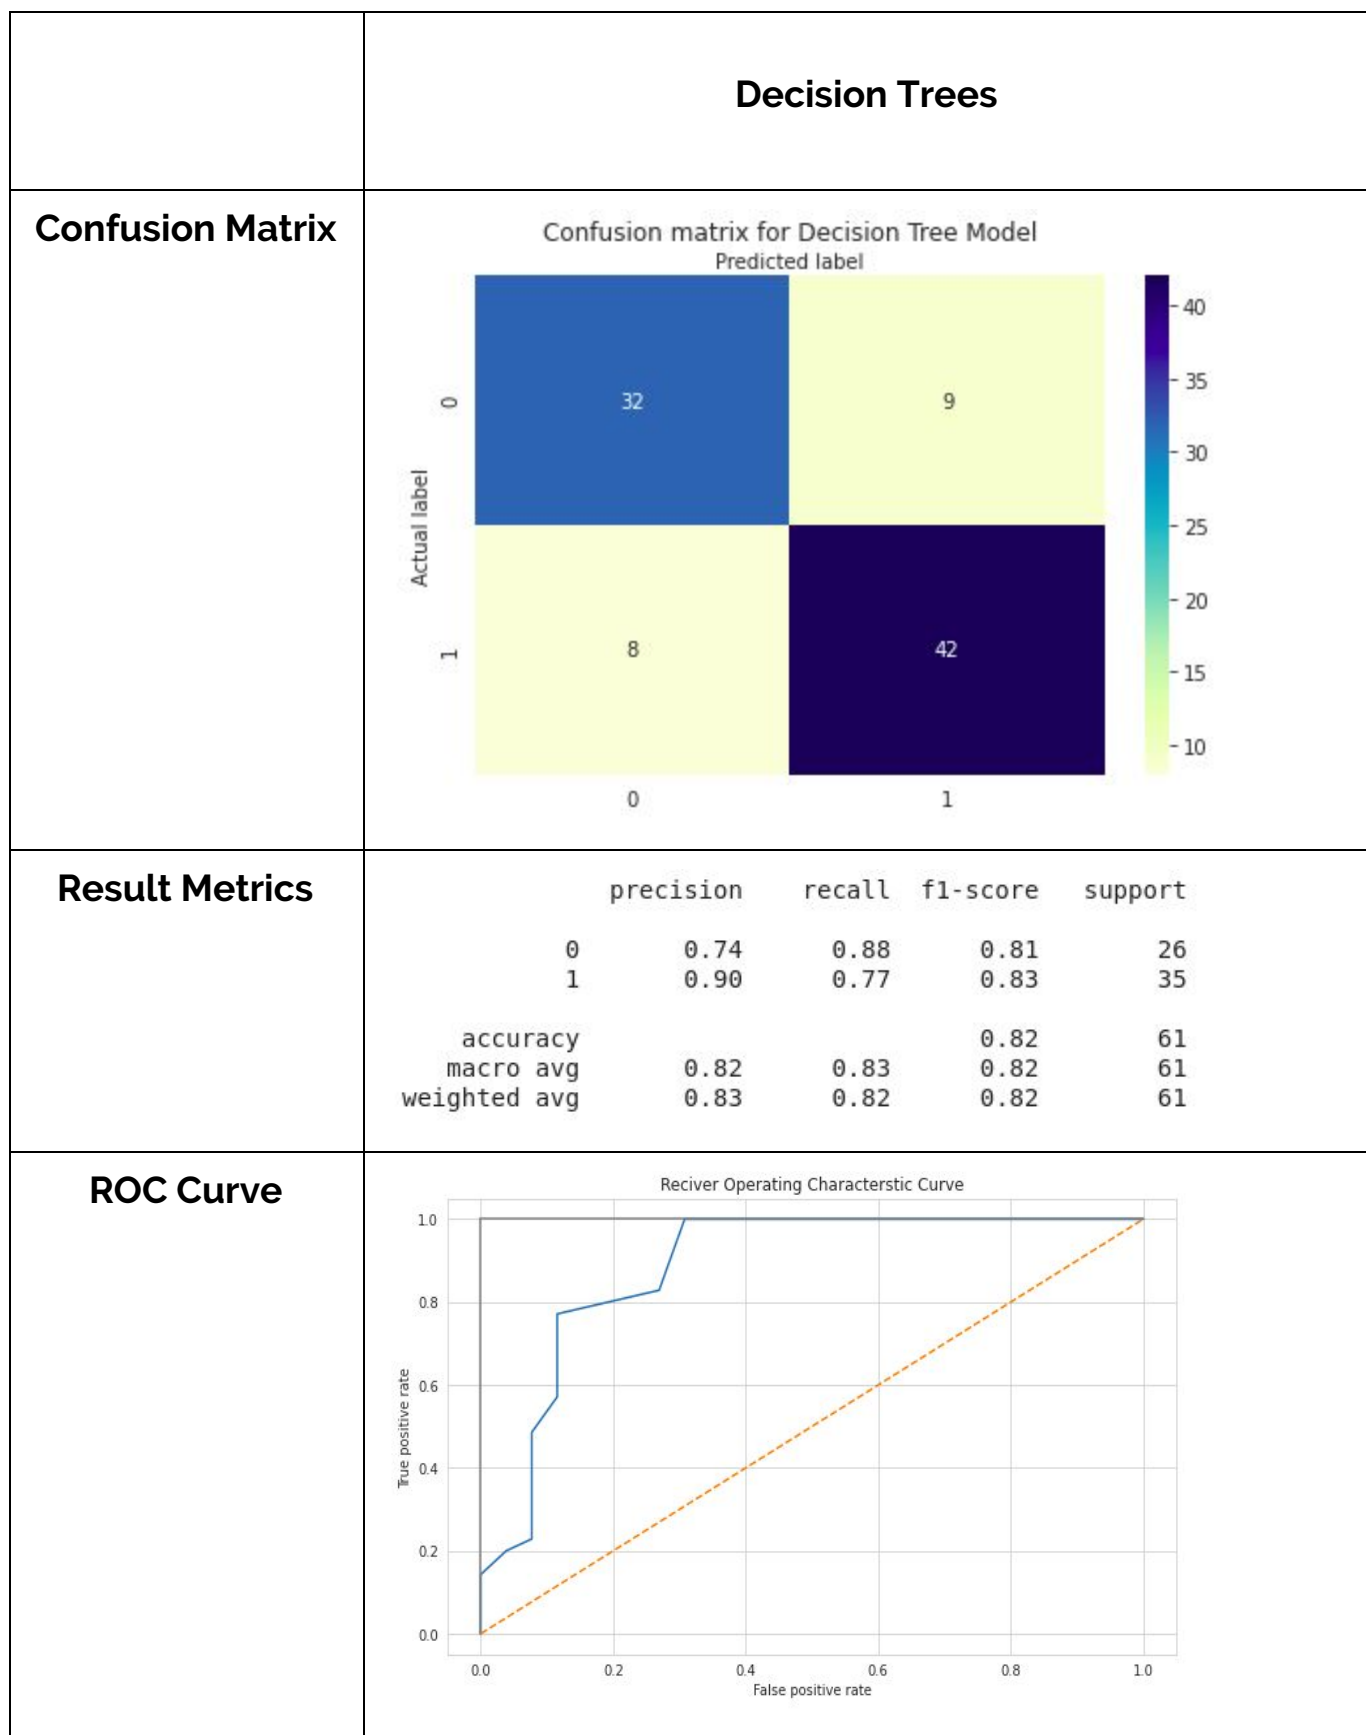 Decision Trees
Confusion Matrix
Confusion matrix for Decision Tree Model
Predicted label
40
35
30
25
20
15
10
Actual label
0
32
9
1
8
42
0 1
Result Metrics
precision recall f1-score support
0 0.74 0.88 0.81 26
1 0.90 0.77 0.83 35
accuracy 0.82 61
macro avg 0.82 0.83 0.82 61
weighted avg 0.83 0.82 0.82 61
ROC Curve
Reciver Operating Characterstic Curve
True positive rate
1.0
0.8
0.6
0.4
0.2
0.0
0.0 0.2 0.4 0.6 0.8 1.0
False positive rate